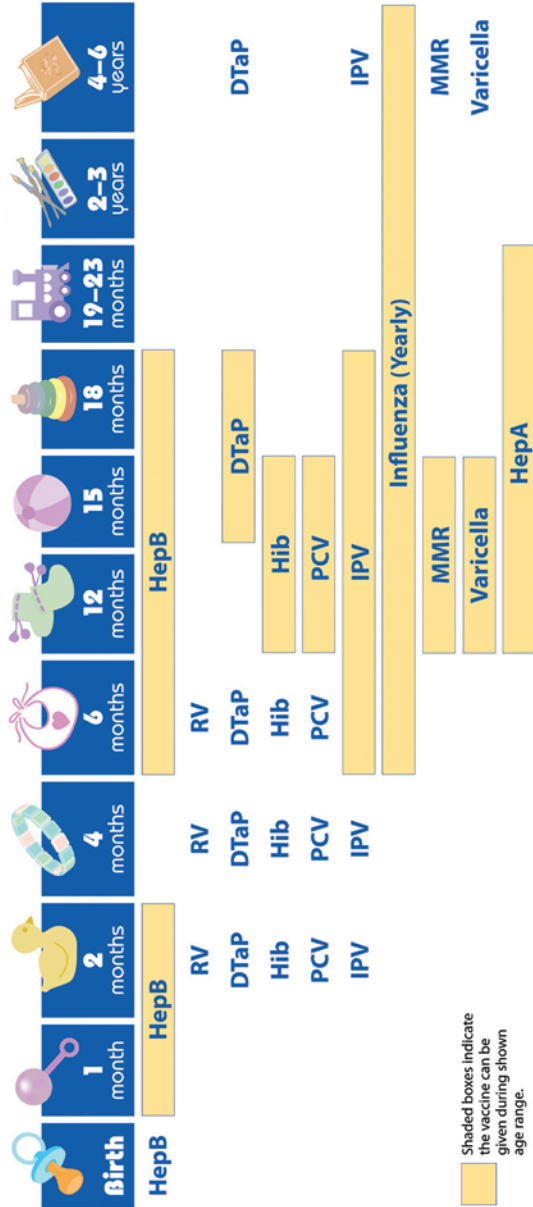 Birth
1
month
2
months
4
months
6
months
12
months
15
months
18
months
19–23
months
2–3
years
4–6
years
HepB
HepB
HepB
RV
RV
RV
DTaP
DTaP
DTaP
DTaP
DTaP
Hib
Hib
Hib
Hib
PCV
PCV
PCV
PCV
IPV
IPV
IPV
IPV
Influenza (Yearly)
MMR
MMR
Varicella
Varicella
HepA
Shaded boxes indicate
the vaccine can be
given during shown
age range.